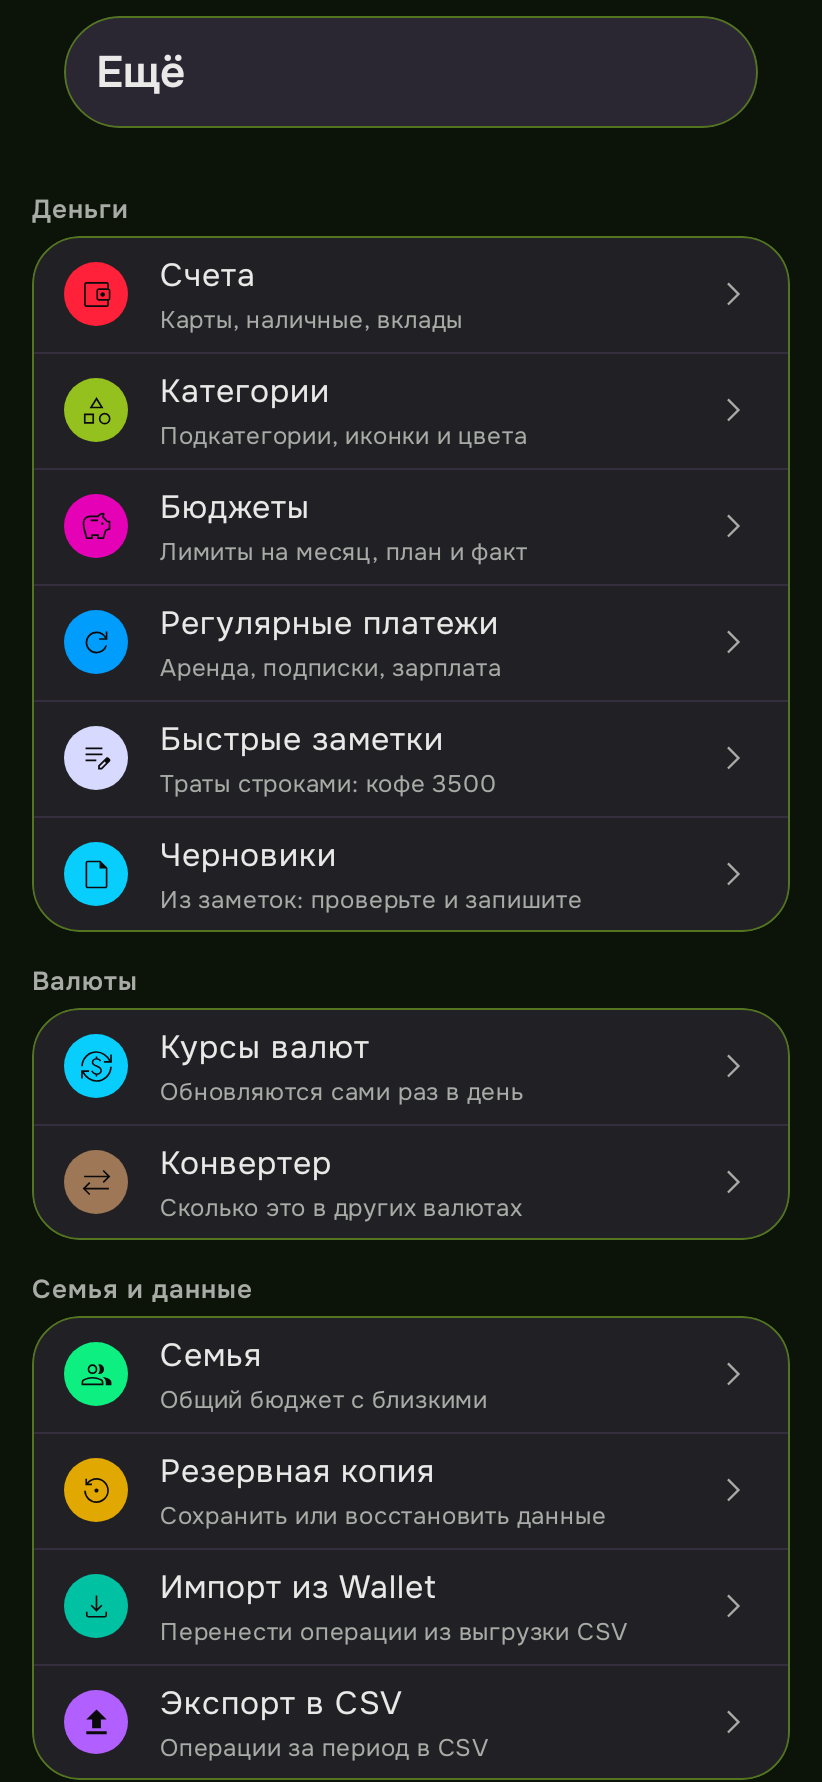 Ещё
Деньги
Счета
Карты, наличные, вклады
Категории
Подкатегории, иконки и цвета
Бюджеты
Лимиты на месяц, план и факт
Регулярные платежи
Аренда, подписки, зарплата
Быстрые заметки
Траты строками: кофе 3500
Черновики
Из заметок: проверьте и запишите
Валюты
Курсы валют
Обновляются сами раз в день
Конвертер
Сколько это в других валютах
Семья и данные
Семья
Общий бюджет с близкими
Резервная копия
Сохранить или восстановить данные
Импорт из Wallet
Перенести операции из выгрузки CSV
Экспорт в CSV
Операции за период в CSV